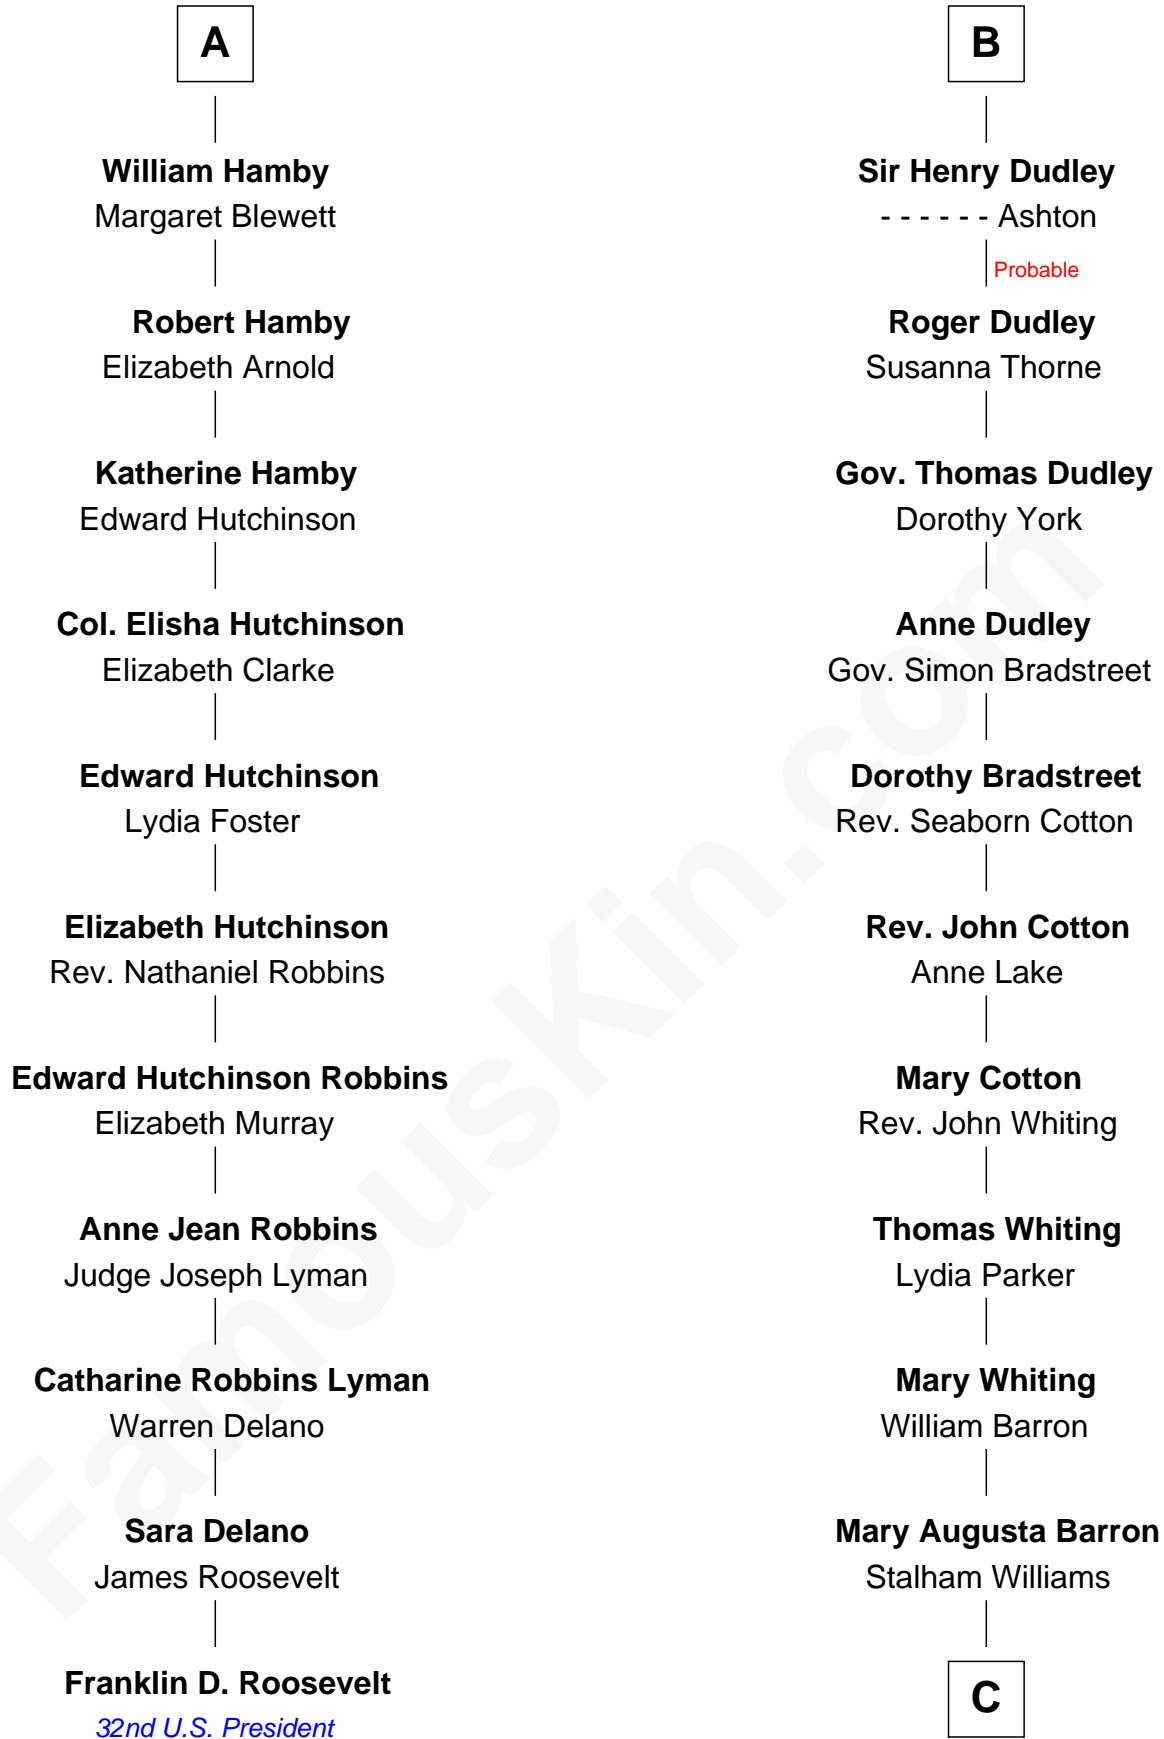 A
William Hamby
Margaret Blewett
Robert Hamby
Elizabeth Arnold
Katherine Hamby
Edward Hutchinson
Col. Elisha Hutchinson
Elizabeth Clarke
Edward Hutchinson
Lydia Foster
Elizabeth Hutchinson
Rev. Nathaniel Robbins
Edward Hutchinson Robbins
Elizabeth Murray
Anne Jean Robbins
Judge Joseph Lyman
Catharine Robbins Lyman
Warren Delano
Sara Delano
James Roosevelt
Franklin D. Roosevelt
32nd U.S. President
B
Sir Henry Dudley
- - - - - - Ashton
Probable
Roger Dudley
Susanna Thorne
Gov. Thomas Dudley
Dorothy York
Anne Dudley
Gov. Simon Bradstreet
Dorothy Bradstreet
Rev. Seaborn Cotton
Rev. John Cotton
Anne Lake
Mary Cotton
Rev. John Whiting
Thomas Whiting
Lydia Parker
Mary Whiting
William Barron
Mary Augusta Barron
Stalham Williams
C
FamousKin.com